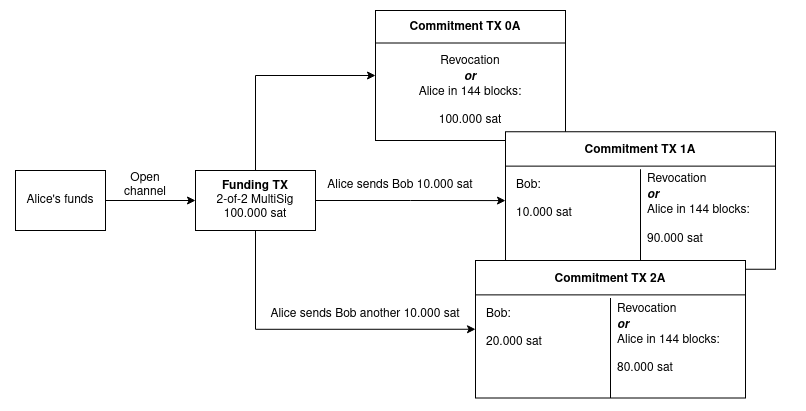 Commitment TX 0A
Revocation
or
Alice in 144 blocks:
100.000 sat
Alice's funds
Open
channel
Funding TX
2-of-2 MultiSig
100.000 sat
Alice sends Bob 10.000 sat
Commitment TX 1A
Bob:
10.000 sat
Revocation
or
Alice in 144 blocks:
90.000 sat
Alice sends Bob another 10.000 sat
Commitment TX 2A
Bob:
20.000 sat
Revocation
or
Alice in 144 blocks:
80.000 sat